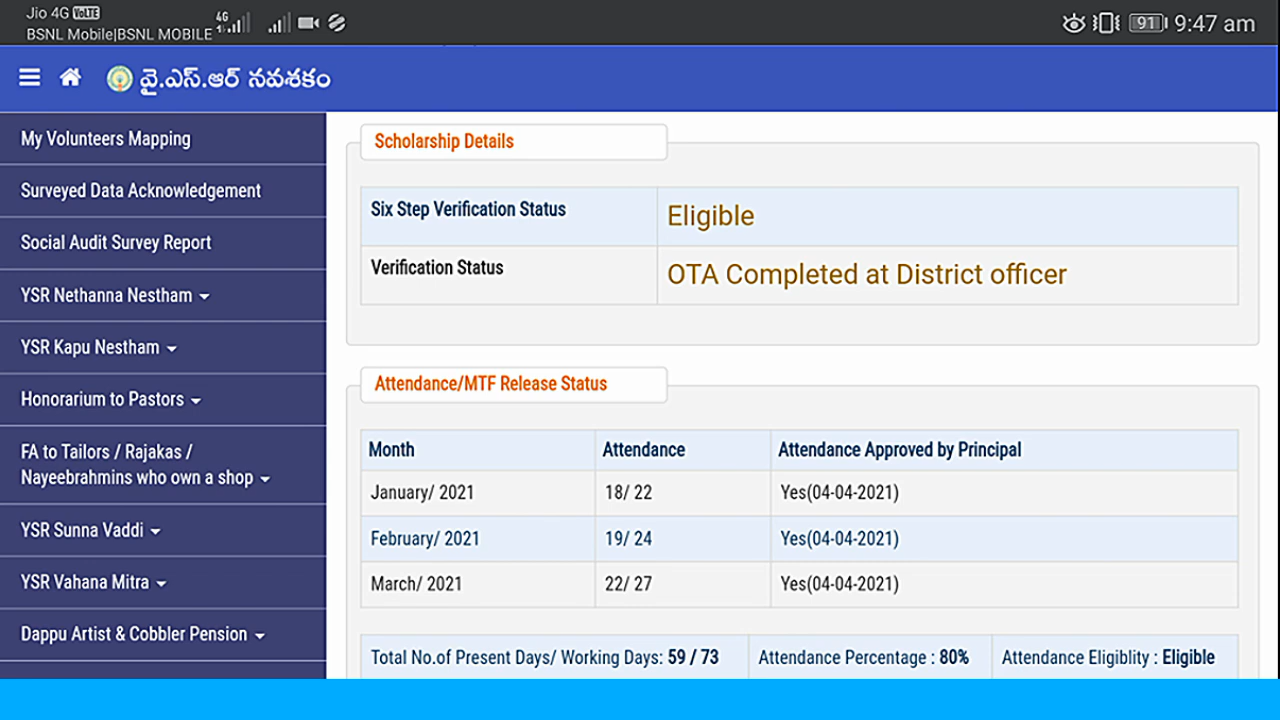 Jio 4G VoLTE
BSNL Mobile|BSNL MOBILE
4G
91
9:47 am
వై.ఎస్.ఆర్ నవశకం
My Volunteers Mapping
Surveyed Data Acknowledgement
Social Audit Survey Report
YSR Nethanna Nestham
YSR Kapu Nestham
Honorarium to Pastors
FA to Tailors / Rajakas /
Nayeebrahmins who own a shop
YSR Sunna Vaddi
YSR Vahana Mitra
Dappu Artist & Cobbler Pension
Scholarship Details
Six Step Verification Status Eligible
Verification Status OTA Completed at District officer
Attendance/MTF Release Status
Month Attendance Attendance Approved by Principal
January/ 2021 18/ 22 Yes(04-04-2021)
February/ 2021 19/ 24 Yes(04-04-2021)
March/ 2021 22/ 27 Yes(04-04-2021)
Total No.of Present Days/ Working Days: 59 / 73 Attendance Percentage : 80% Attendance Eligiblity : Eligible